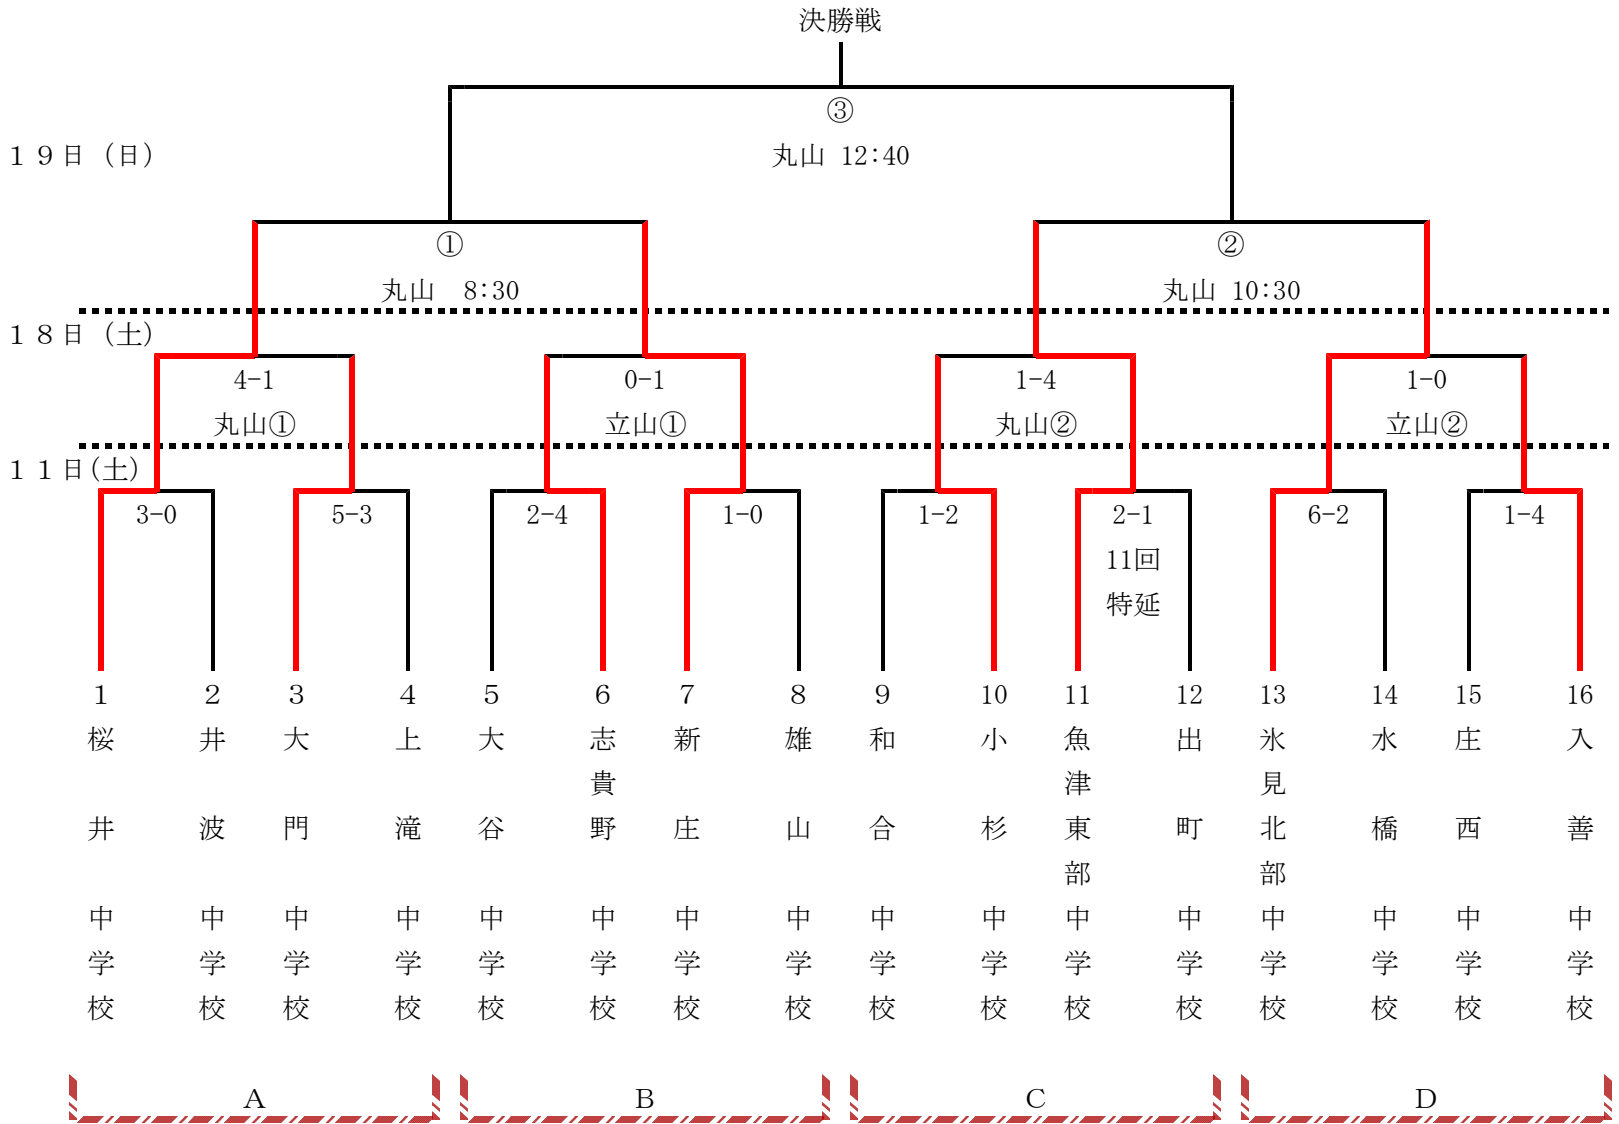 決勝戦
③
１９日（日）
丸山 12:40
①
②
丸山　8:30
丸山 10:30
１８日（土）
4-1
0-1
1-4
1-0
丸山①
立山①
丸山②
立山②
１１日(土)
3-0
5-3
2-4
1-0
1-2
2-1
6-2
1-4
11回
特延
1
2
3
4
5
6
7
8
9
10
11
12
13
14
15
16
桜井中学校
井波中学校
大門中学校
上滝中学校
大谷中学校
志貴野中学校
新庄中学校
雄山中学校
和合中学校
小杉中学校
魚津東部中学校
出町中学校
氷見北部中学校
水橋中学校
庄西中学校
入善中学校
A
B
C
D